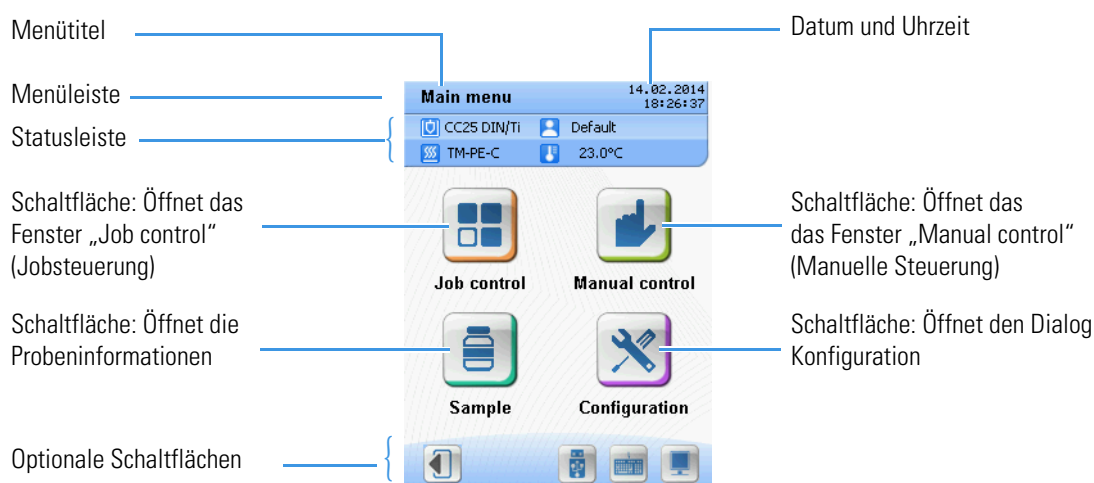 Menütitel
Datum und Uhrzeit
Menüleiste
Main menu
14.02.2014
18:26:37
Statusleiste
CC25 DIN/Ti
Default
TM-PE-C
23.0°C
Schaltfläche: Öffnet das
Fenster „Job control“
(Jobsteuerung)
Schaltfläche: Öffnet das
das Fenster „Manual control“
(Manuelle Steuerung)
Job control
Manual control
Schaltfläche: Öffnet die
Probeninformationen
Schaltfläche: Öffnet den Dialog
Konfiguration
Sample
Configuration
Optionale Schaltflächen